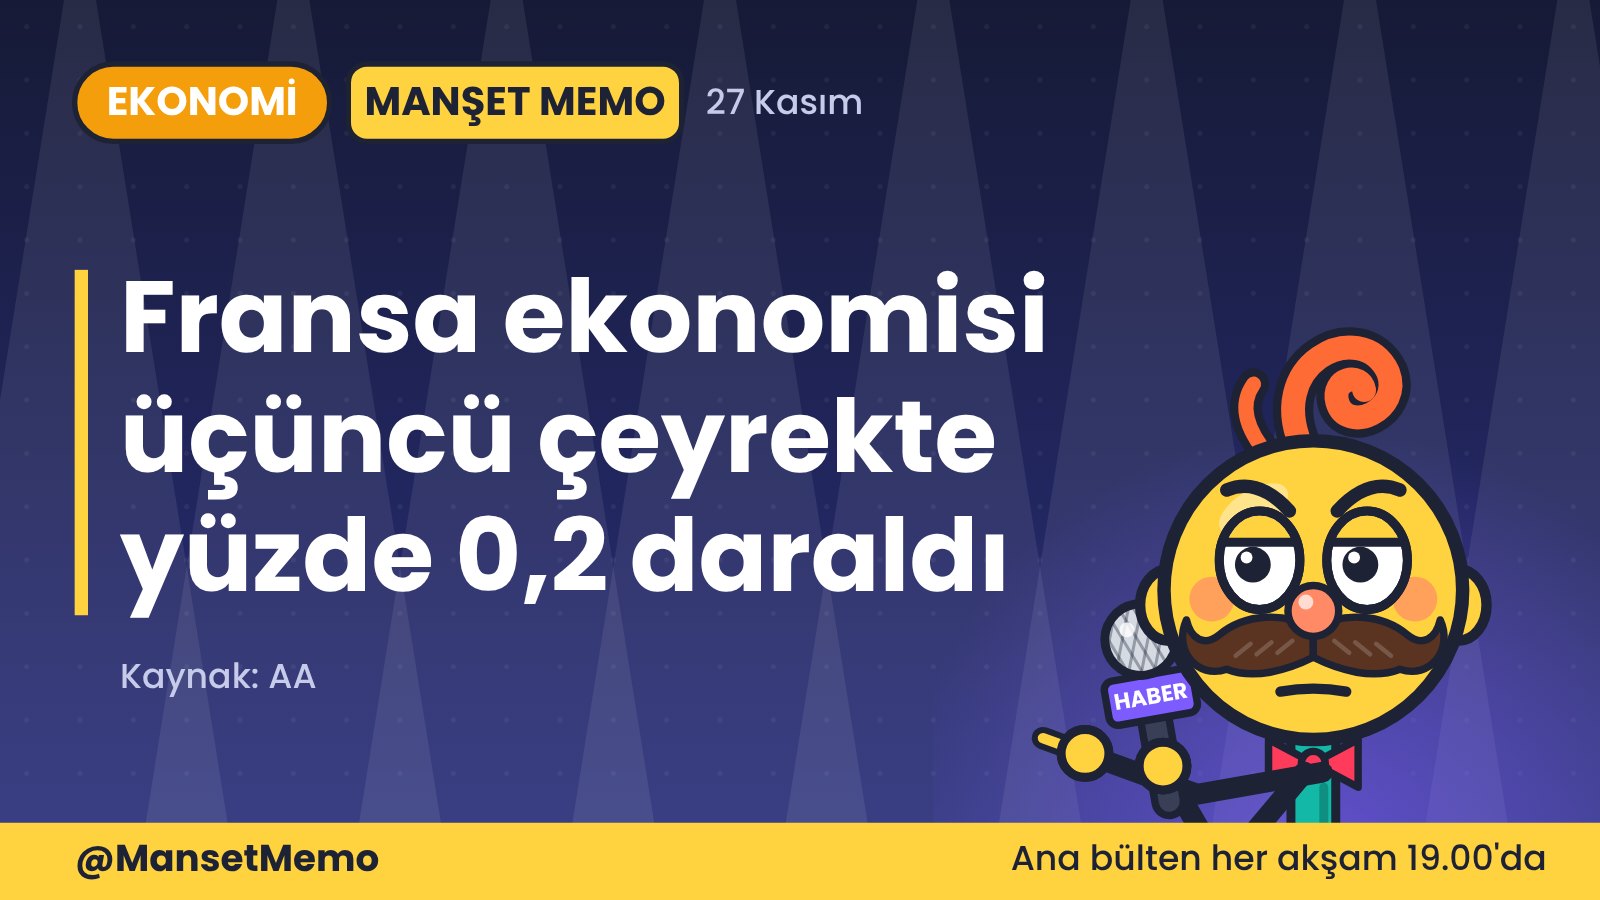 EKONOMİ
MANŞET MEMO
27 Kasım
Fransa ekonomisi
üçüncü çeyrekte
yüzde 0,2 daraldı
Kaynak: AA
HABER
@MansetMemo
Ana bülten her akşam 19.00'da